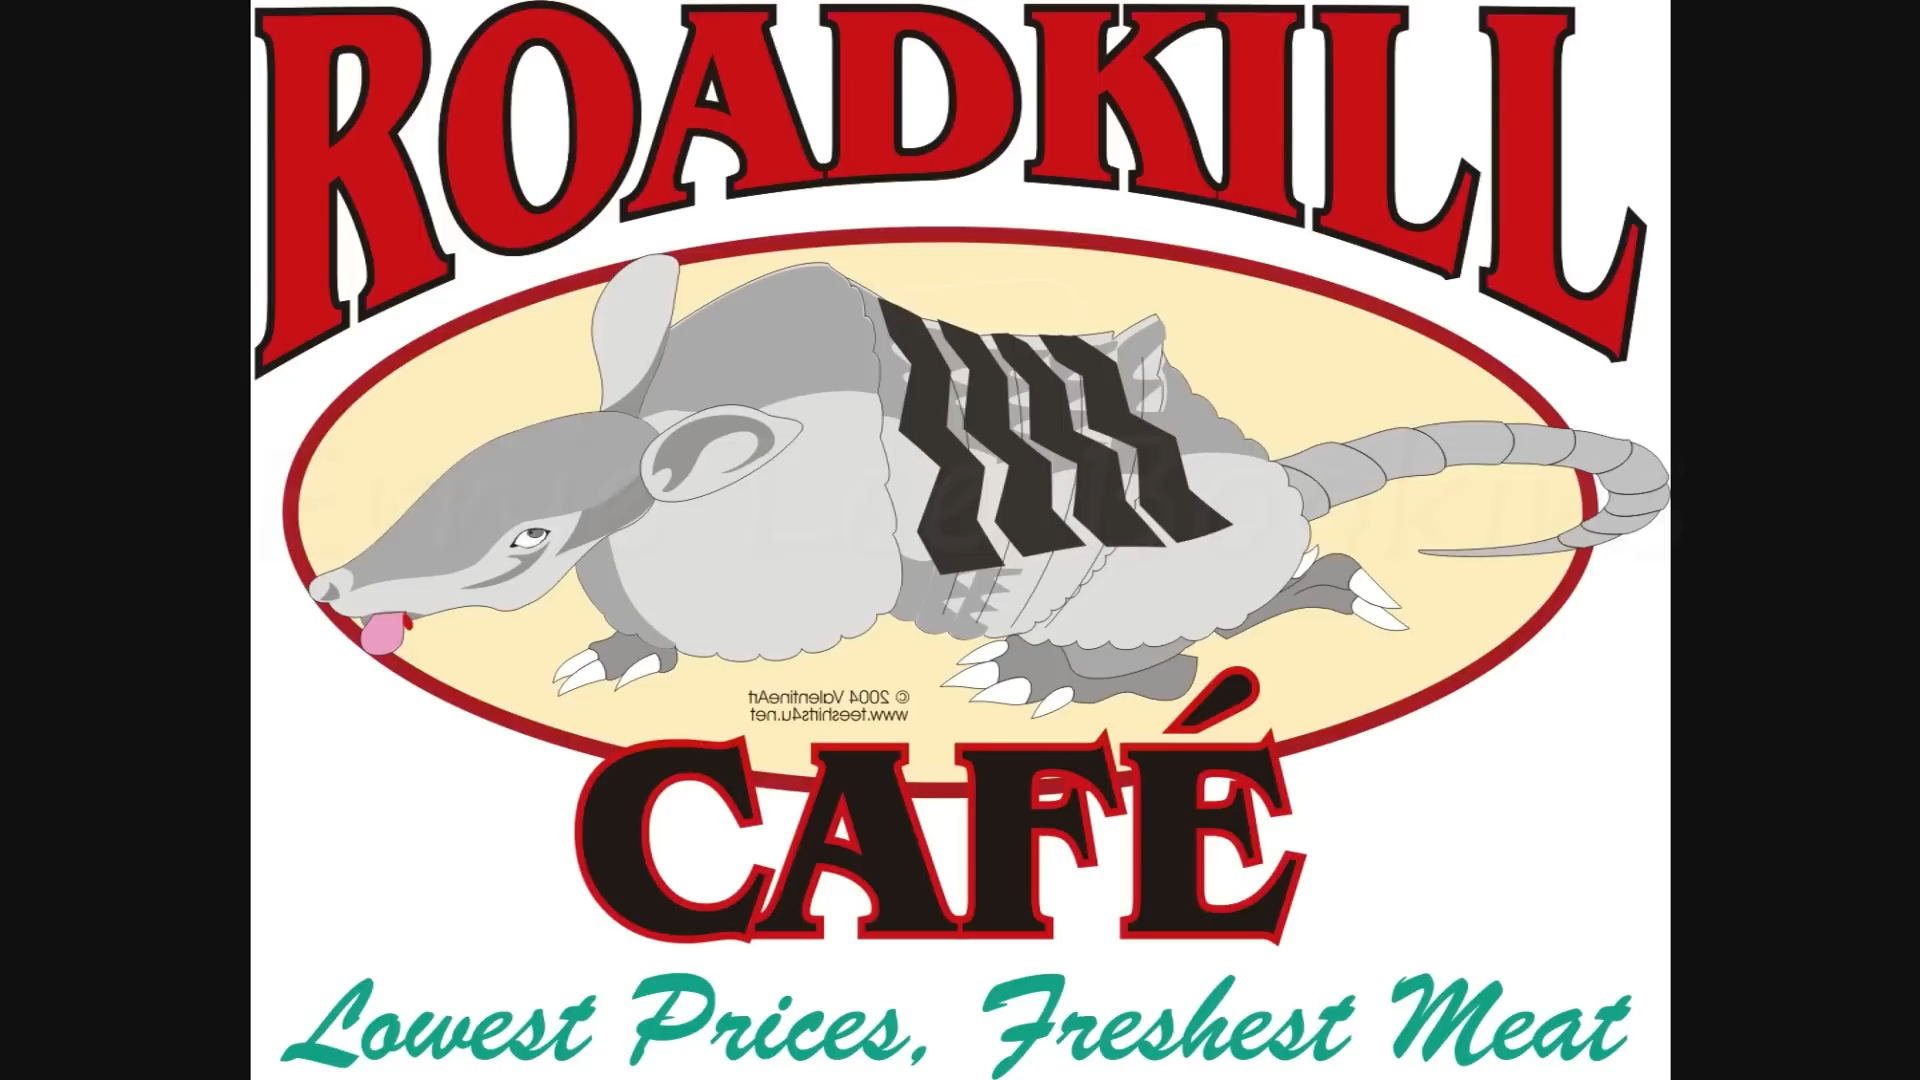 ROADKILL
© 2004 ValentineArt
www.teeshirts4u.net
CAFÉ
Lowest Prices, Freshest Meat